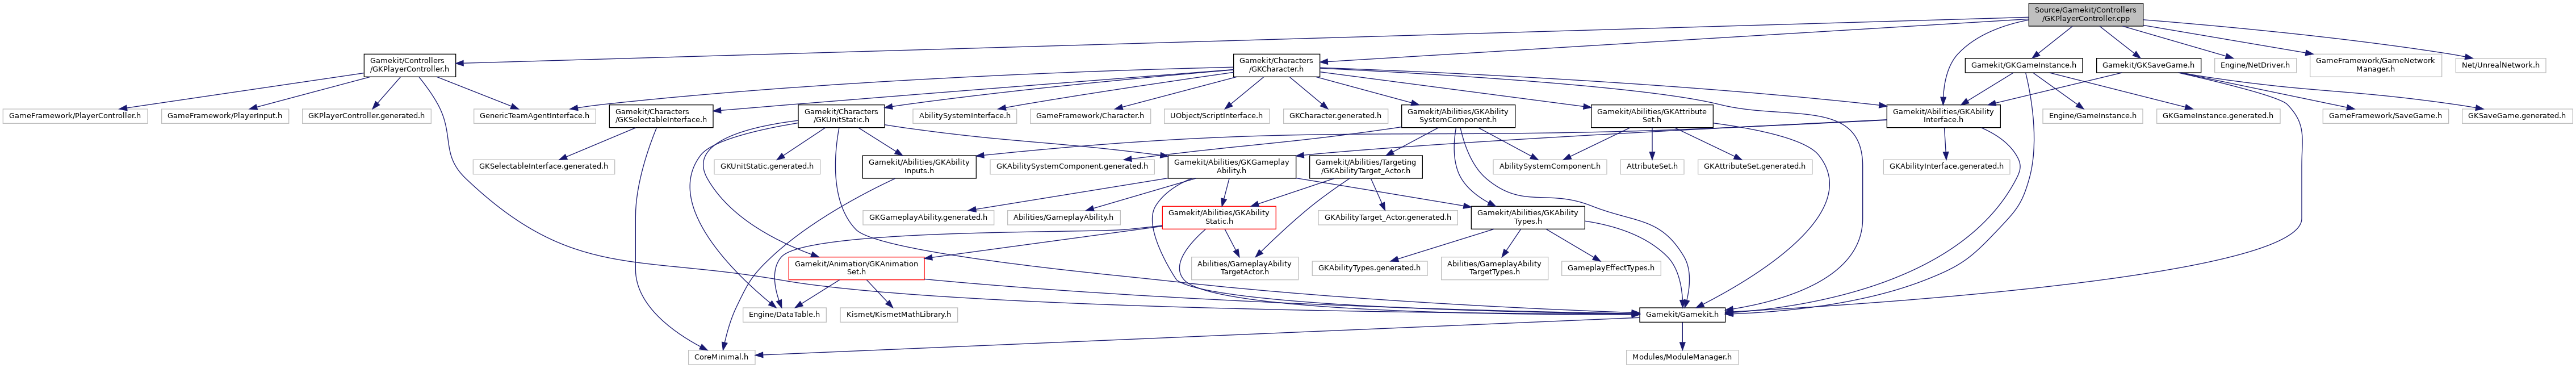 Source/Gamekit/Controllers
/GKPlayerController.cpp
Gamekit/Controllers
/GKPlayerController.h
Gamekit/Characters
/GKCharacter.h
Gamekit/GKGameInstance.h
Gamekit/GKSaveGame.h
Engine/NetDriver.h
GameFramework/GameNetwork
Manager.h
Net/UnrealNetwork.h
GameFramework/PlayerController.h
GameFramework/PlayerInput.h
GKPlayerController.generated.h
GenericTeamAgentInterface.h
Gamekit/Characters
/GKSelectableInterface.h
Gamekit/Characters
/GKUnitStatic.h
AbilitySystemInterface.h
GameFramework/Character.h
UObject/ScriptInterface.h
GKCharacter.generated.h
Gamekit/Abilities/GKAbility
SystemComponent.h
Gamekit/Abilities/GKAttribute
Set.h
Gamekit/Abilities/GKAbility
Interface.h
Engine/GameInstance.h
GKGameInstance.generated.h
GameFramework/SaveGame.h
GKSaveGame.generated.h
GKSelectableInterface.generated.h
GKUnitStatic.generated.h
Gamekit/Abilities/GKAbility
Inputs.h
GKAbilitySystemComponent.generated.h
Gamekit/Abilities/GKGameplay
Ability.h
Gamekit/Abilities/Targeting
/GKAbilityTarget_Actor.h
AbilitySystemComponent.h
AttributeSet.h
GKAttributeSet.generated.h
GKAbilityInterface.generated.h
GKGameplayAbility.generated.h
Abilities/GameplayAbility.h
Gamekit/Abilities/GKAbility
Static.h
GKAbilityTarget_Actor.generated.h
Gamekit/Abilities/GKAbility
Types.h
Gamekit/Animation/GKAnimation
Set.h
Abilities/GameplayAbility
TargetActor.h
GKAbilityTypes.generated.h
Abilities/GameplayAbility
TargetTypes.h
GameplayEffectTypes.h
Engine/DataTable.h
Kismet/KismetMathLibrary.h
Gamekit/Gamekit.h
CoreMinimal.h
Modules/ModuleManager.h